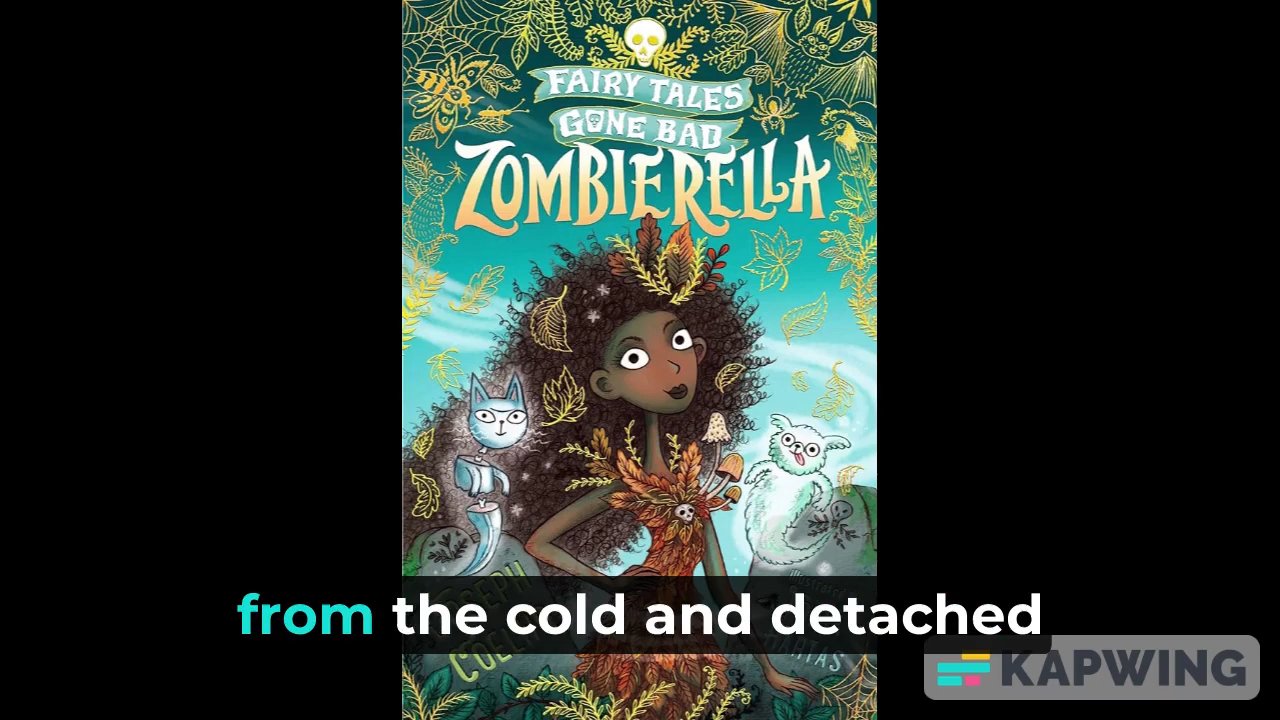 FAIRY TALES
GONE BAD
ZOMBIERELLA
from the cold and detached
KAPWING